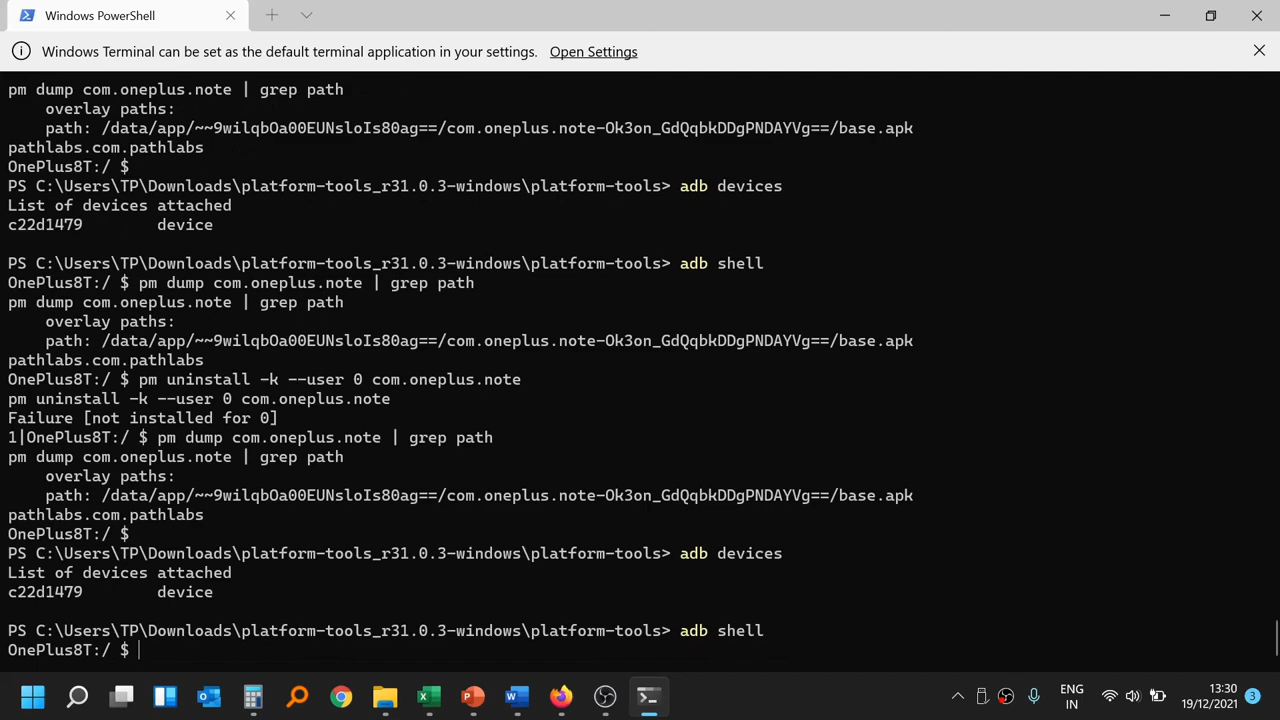 Windows PowerShell
Windows Terminal can be set as the default terminal application in your settings. Open Settings
pm dump com.oneplus.note | grep path
overlay paths:
path: /data/app/~~9wilqbOa00EUNsloIs80ag==/com.oneplus.note-Ok3on_GdQqbkDDgPNDAYVg==/base.apk
pathlabs.com.pathlabs
OnePlus8T:/ $
PS C:\Users\TP\Downloads\platform-tools_r31.0.3-windows\platform-tools> adb devices
List of devices attached
c22d1479 device
PS C:\Users\TP\Downloads\platform-tools_r31.0.3-windows\platform-tools> adb shell
OnePlus8T:/ $ pm dump com.oneplus.note | grep path
pm dump com.oneplus.note | grep path
overlay paths:
path: /data/app/~~9wilqbOa00EUNsloIs80ag==/com.oneplus.note-Ok3on_GdQqbkDDgPNDAYVg==/base.apk
pathlabs.com.pathlabs
OnePlus8T:/ $ pm uninstall -k --user 0 com.oneplus.note
pm uninstall -k --user 0 com.oneplus.note
Failure [not installed for 0]
1|OnePlus8T:/ $ pm dump com.oneplus.note | grep path
pm dump com.oneplus.note | grep path
overlay paths:
path: /data/app/~~9wilqbOa00EUNsloIs80ag==/com.oneplus.note-Ok3on_GdQqbkDDgPNDAYVg==/base.apk
pathlabs.com.pathlabs
OnePlus8T:/ $
PS C:\Users\TP\Downloads\platform-tools_r31.0.3-windows\platform-tools> adb devices
List of devices attached
c22d1479 device
PS C:\Users\TP\Downloads\platform-tools_r31.0.3-windows\platform-tools> adb shell
OnePlus8T:/ $
ENG 13:30
IN 19/12/2021 3